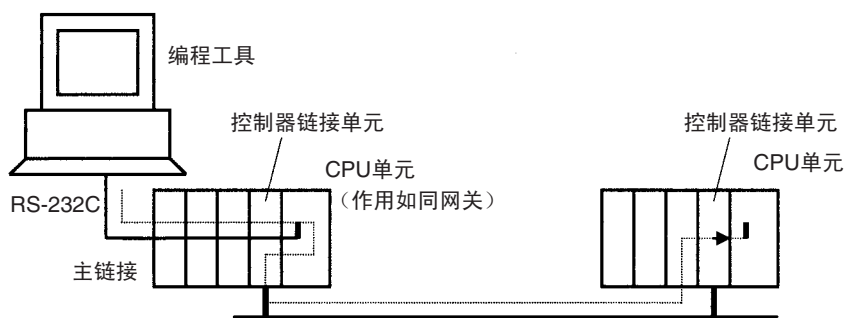 编程工具
控制器链接单元
控制器链接单元
CPU单元
（作用如同网关）
CPU单元
RS-232C
主链接